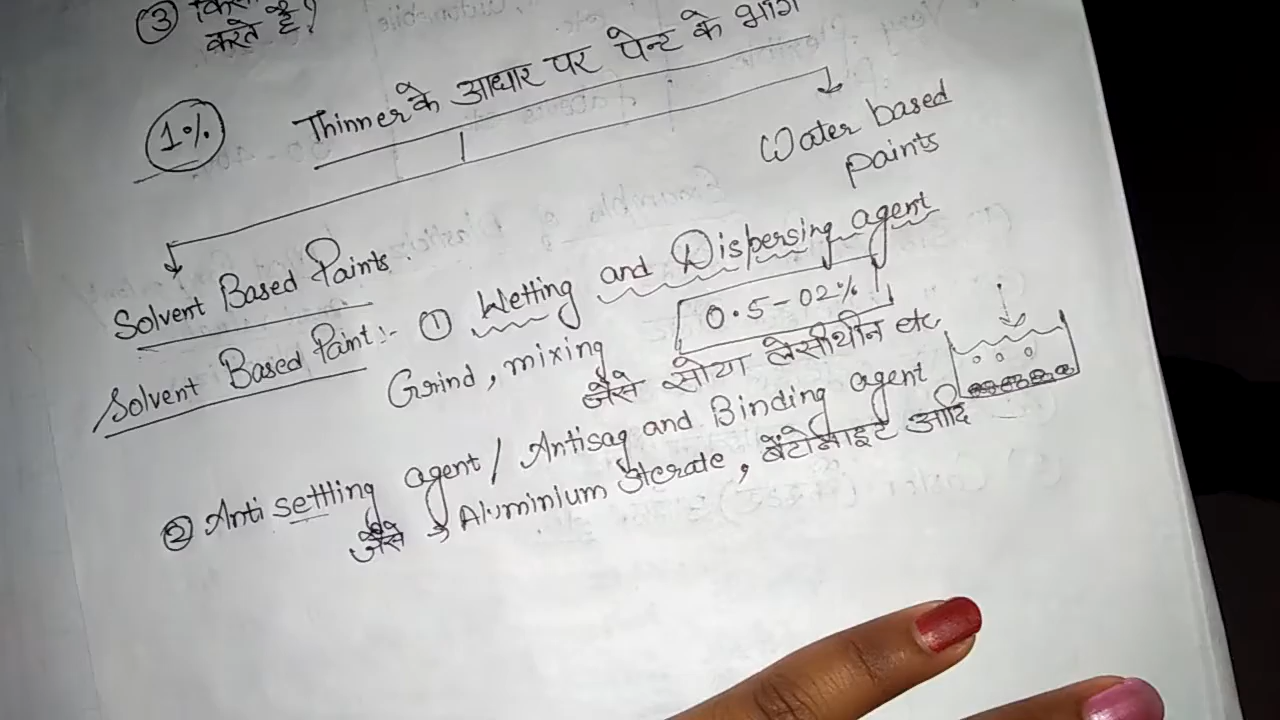 ③
करते है?
1%
Thinner के आधार पर पेन्ट के भाग
Water based
paints
Solvent Based Paints.
Solvent Based Paint:- ① Wetting and Dispersing agent
Grind, mixing
0.5-02%
जैसे सोया लेसीथीन etc
② Anti settling agent / Antisag and Binding agent
जैसे → Aluminium Sterate, बेंटोनाइट आदि